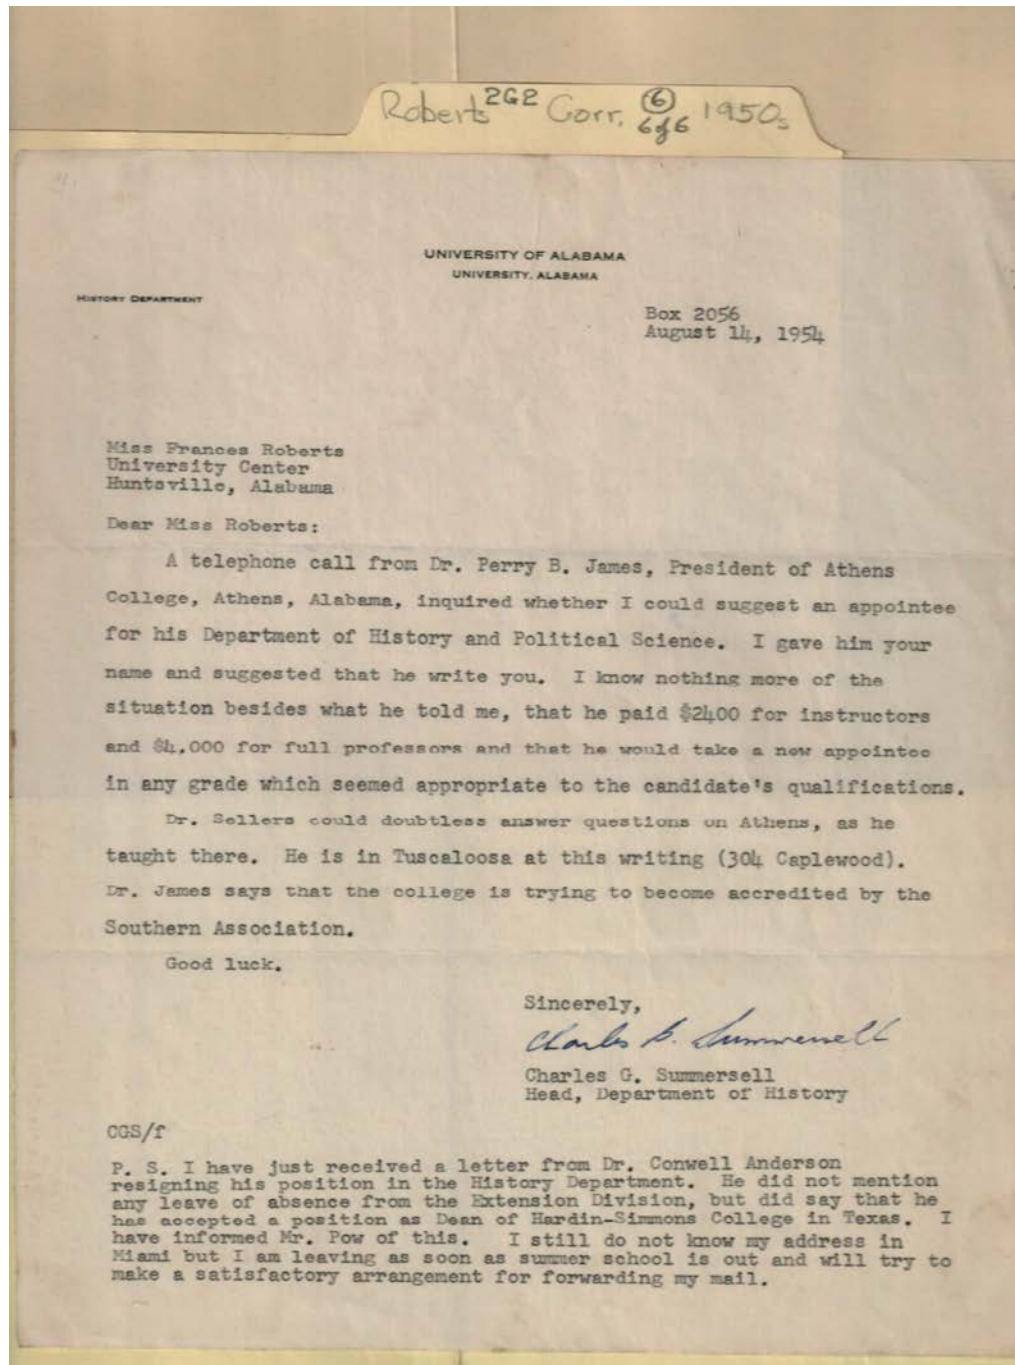 Roberts 2G2 Corr. 6 6 of 6 1950s
UNIVERSITY OF ALABAMA
UNIVERSITY, ALABAMA
HISTORY DEPARTMENT
Box 2056
August 14, 1954
Miss Frances Roberts
University Center
Huntsville, Alabama
Dear Miss Roberts:
A telephone call from Dr. Perry B. James, President of Athens
College, Athens, Alabama, inquired whether I could suggest an appointee
for his Department of History and Political Science. I gave him your
name and suggested that he write you. I know nothing more of the
situation besides what he told me, that he paid $2400 for instructors
and $4,000 for full professors and that he would take a new appointee
in any grade which seemed appropriate to the candidate's qualifications.
Dr. Sellers could doubtless answer questions on Athens, as he
taught there. He is in Tuscaloosa at this writing (304 Caplewood).
Dr. James says that the college is trying to become accredited by the
Southern Association.
Good luck.
Sincerely,
Charles G. Summersell
Charles G. Summersell
Head, Department of History
CGS/f
P. S. I have just received a letter from Dr. Conwell Anderson
resigning his position in the History Department. He did not mention
any leave of absence from the Extension Division, but did say that he
has accepted a position as Dean of Hardin-Simmons College in Texas. I
have informed Mr. Pow of this. I still do not know my address in
Miami but I am leaving as soon as summer school is out and will try to
make a satisfactory arrangement for forwarding my mail.